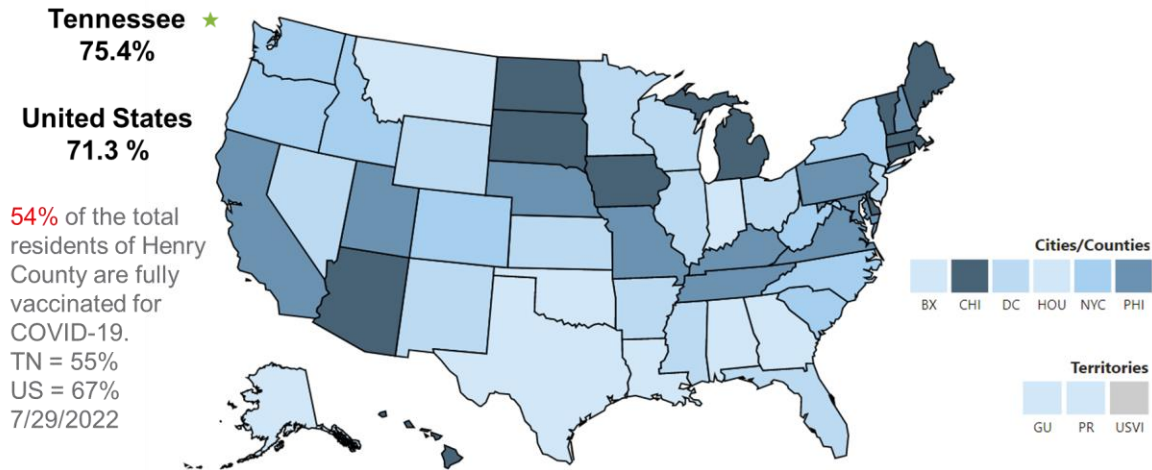 Tennessee
75.4%
United States
71.3 %
54% of the total
residents of Henry
County are fully
vaccinated for
COVID-19.
TN = 55%
US = 67%
7/29/2022
Cities/Counties
BX CHI DC HOU NYC PHI
Territories
GU PR USVI